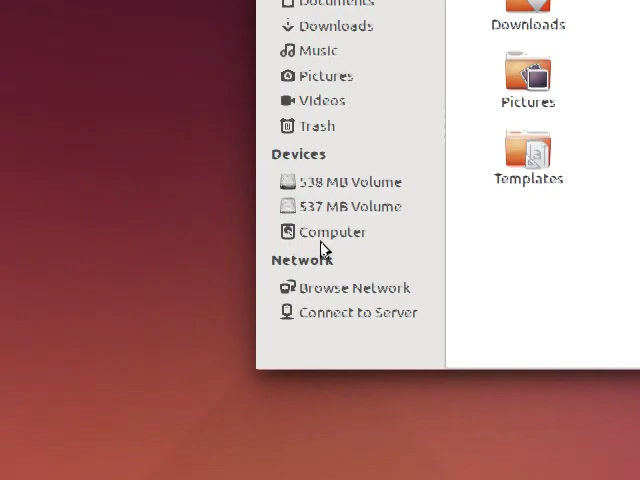 Documents
Downloads
Music
Pictures
Videos
Trash
Devices
538 MB Volume
537 MB Volume
Computer
Network
Browse Network
Connect to Server
Downloads
Pictures
Templates